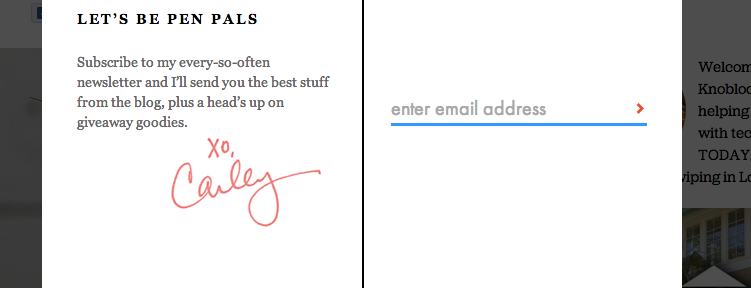 LET'S BE PEN PALS
Subscribe to my every-so-often
newsletter and I'll send you the best stuff
from the blog, plus a head's up on
giveaway goodies.
XO,
Carley
enter email address
Welcom
Knobloc
helping
with tec
TODAY
viping in Lo